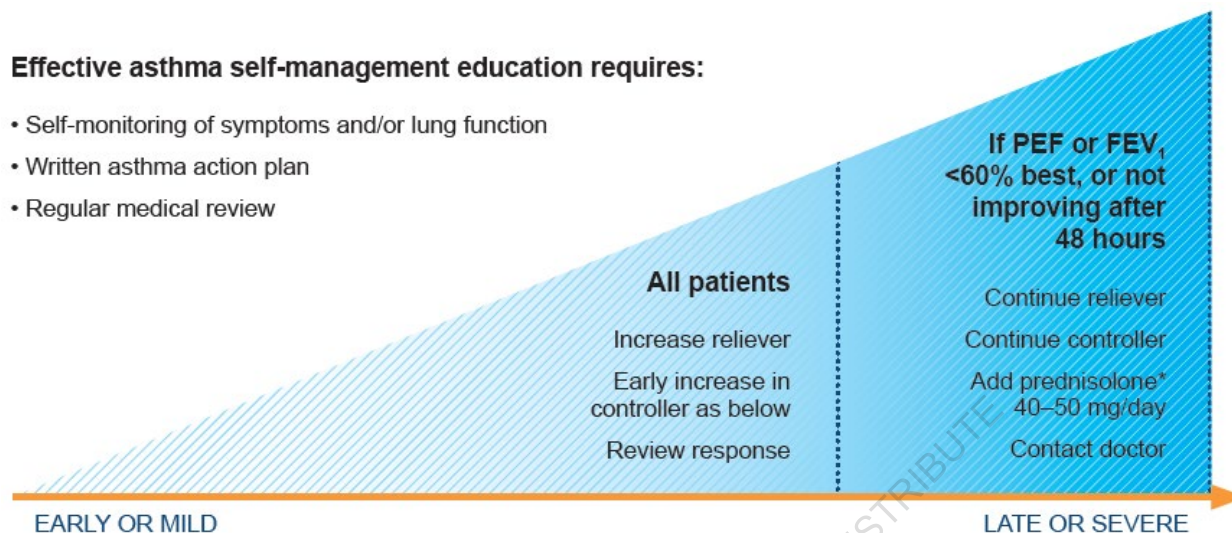 Effective asthma self-management education requires:
• Self-monitoring of symptoms and/or lung function
• Written asthma action plan
• Regular medical review
All patients
Increase reliever
Early increase in
controller as below
Review response
If PEF or FEV₁
<60% best, or not
improving after
48 hours
Continue reliever
Continue controller
Add prednisolone*
40–50 mg/day
Contact doctor
EARLY OR MILD
LATE OR SEVERE